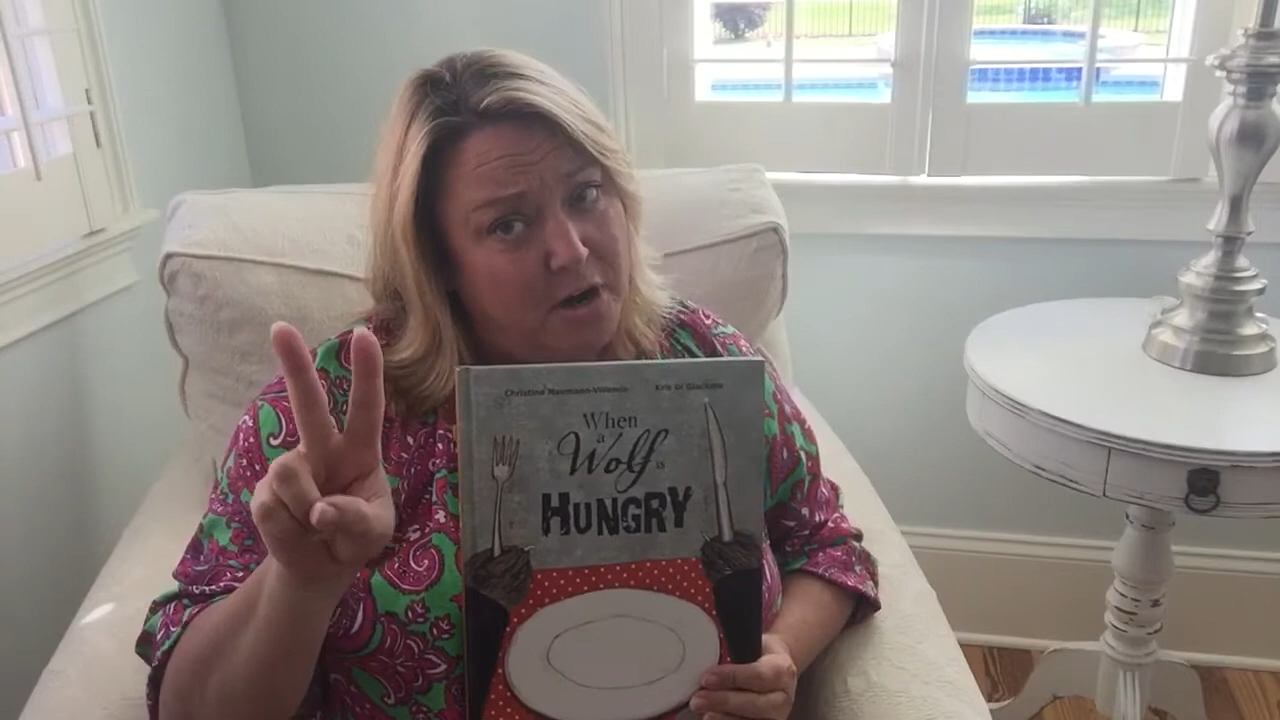 Christine Naumann-Villemin Kris Di Giacomo
When
a
Wolf is
HUNGRY